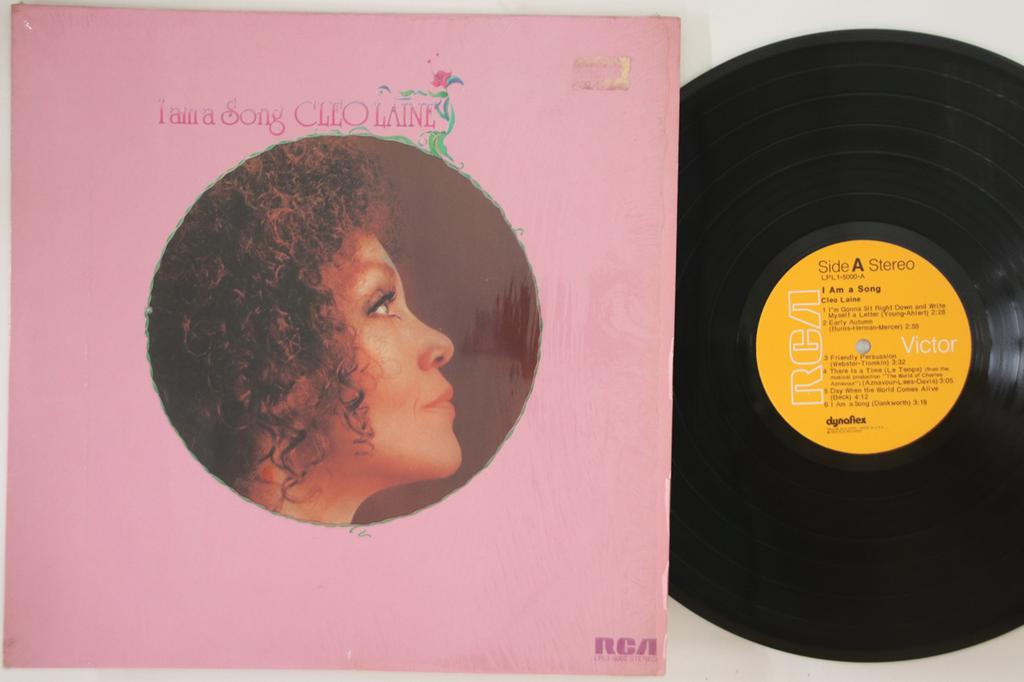 I am a Song CLEO LAINE
RCA
LPL1-5000 STEREO
Side A Stereo
LPL1-5000-A
I Am a Song
Cleo Laine
1 I'm Gonna Sit Right Down and Write
Myself a Letter (Young-Ahlert) 2:28
2 Early Autumn
(Burns-Herman-Mercer) 2:55
RCA Victor
3 Friendly Persuasion
(Webster-Tiomkin) 3:32
4 There Is a Time (Le Temps) (from the
musical production "The World of Charles
Aznavour") (Aznavour-Lees-Davis) 3:05
5 Day When the World Comes Alive
(Beck) 4:12
6 I Am a Song (Dankworth) 3:18
dynaflex